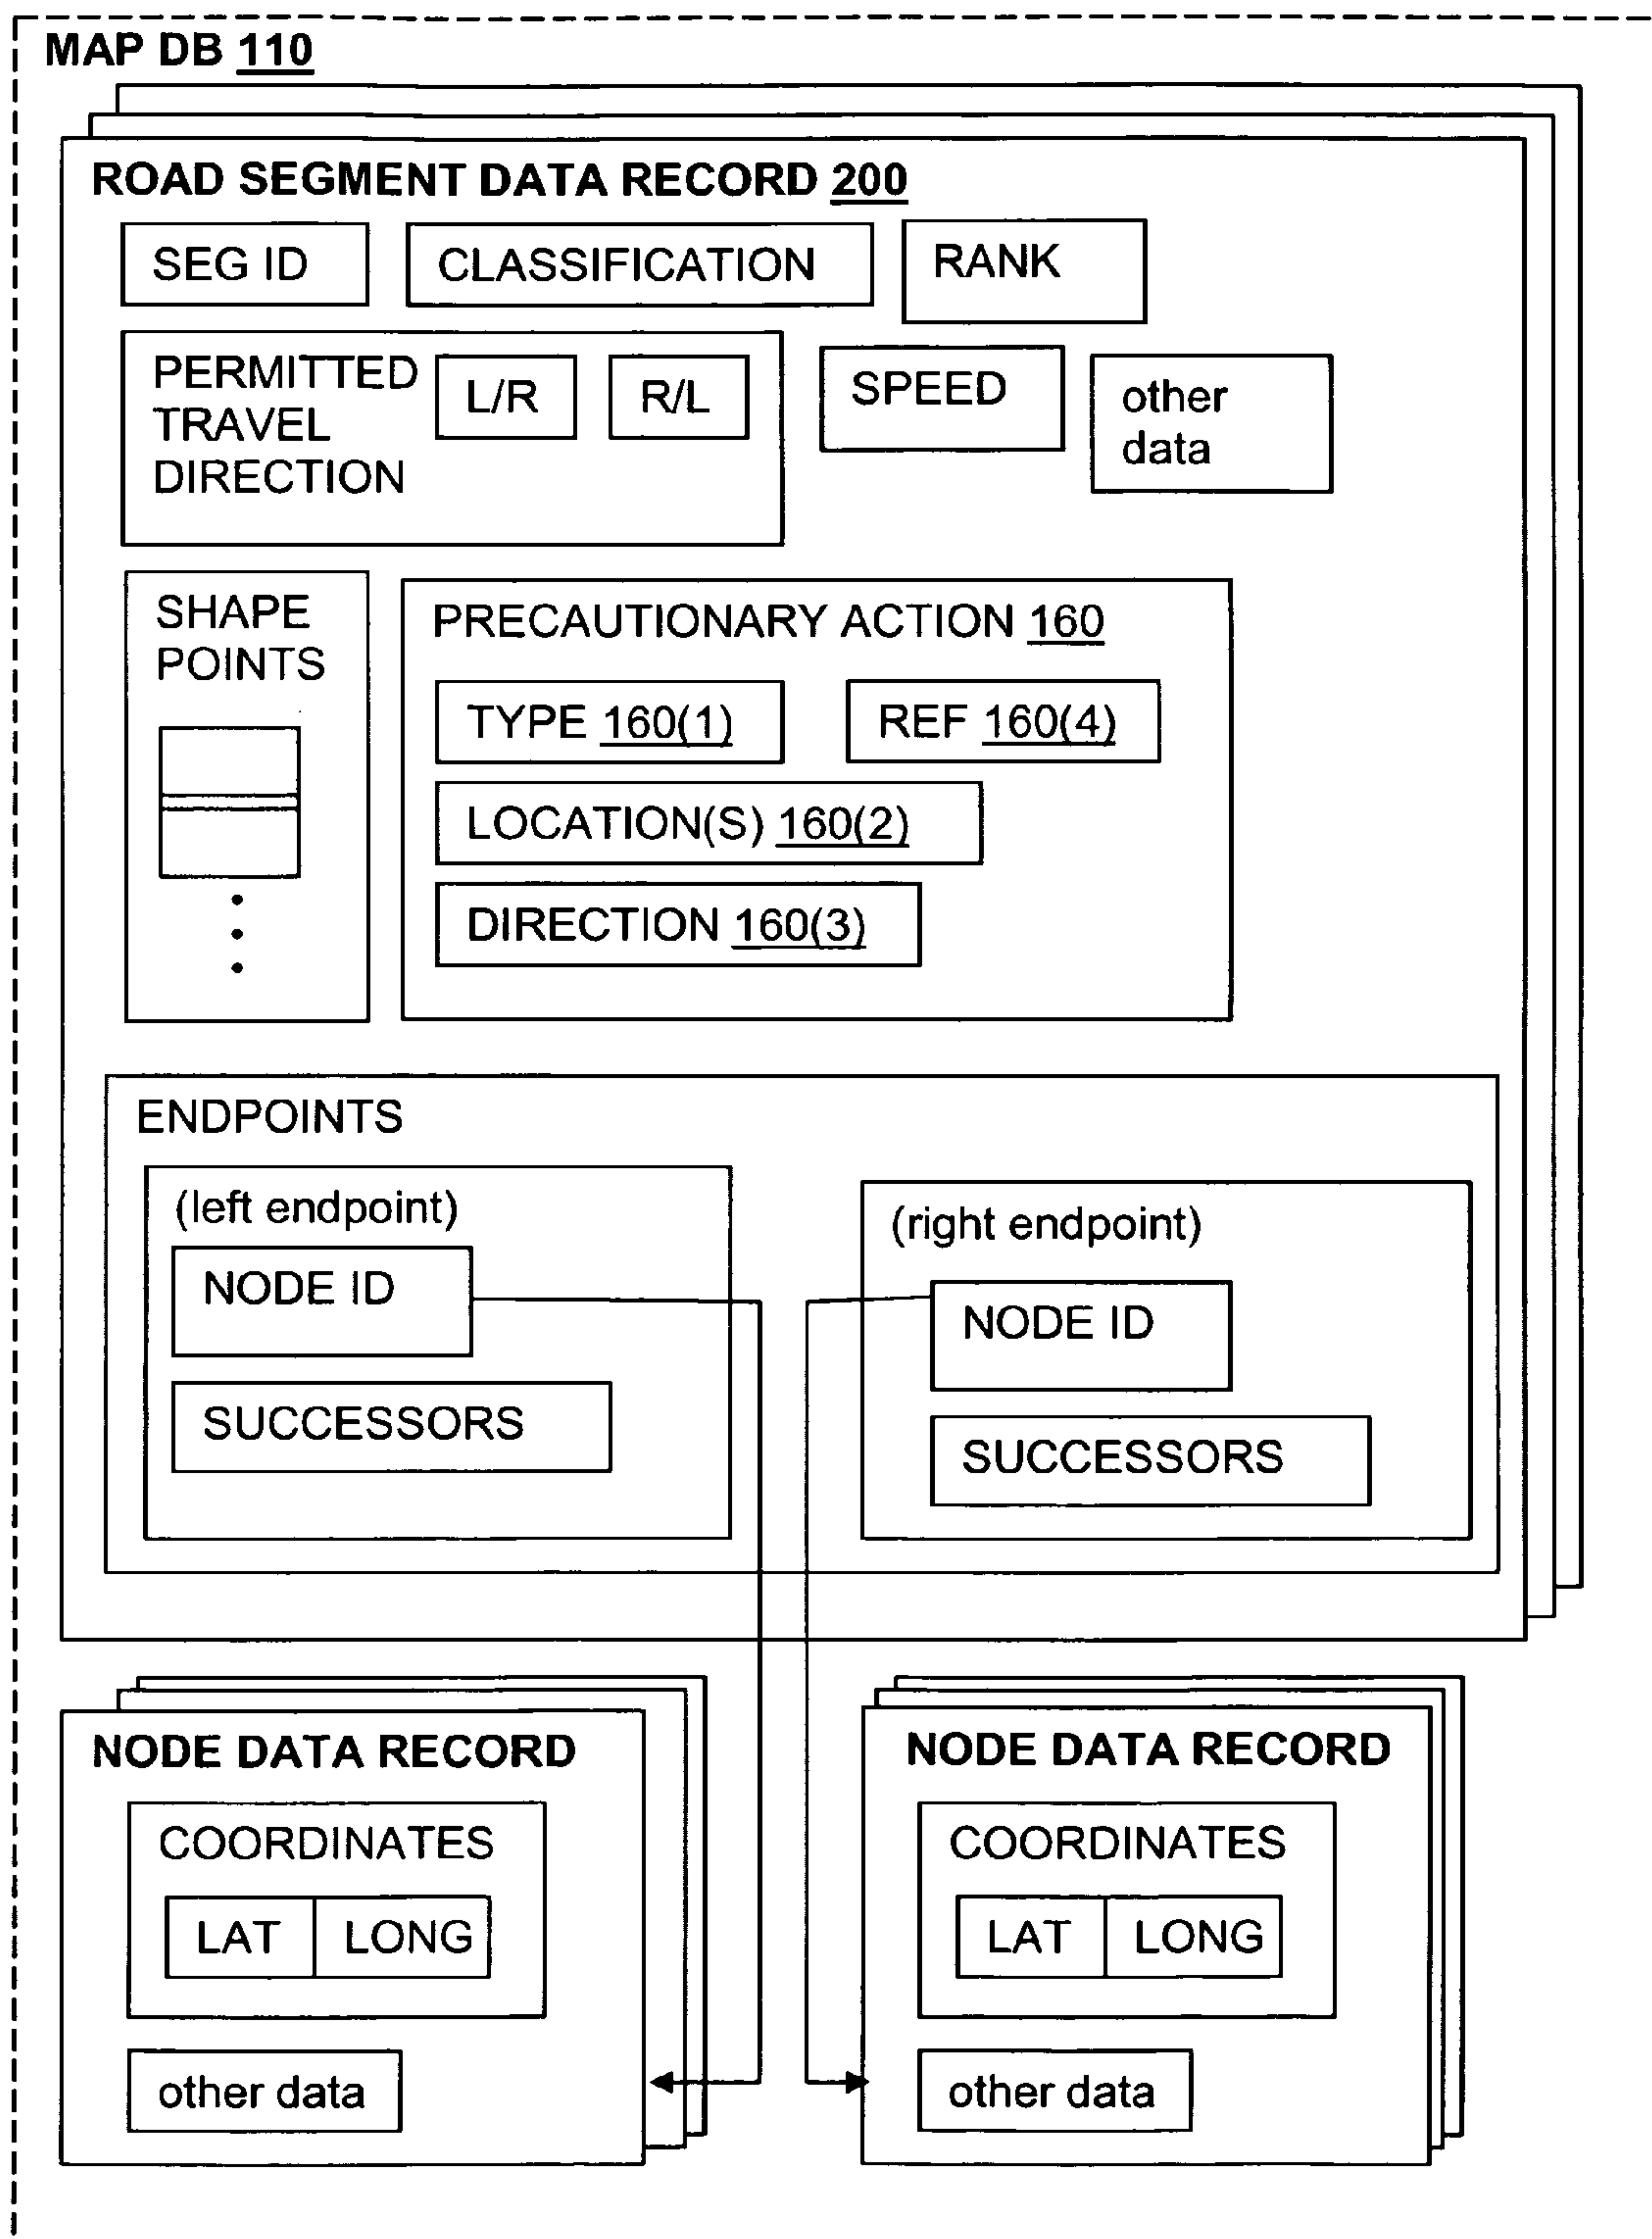 MAP DB 110
ROAD SEGMENT DATA RECORD 200
SEG ID
CLASSIFICATION
RANK
PERMITTED
TRAVEL
DIRECTION
L/R
R/L
SPEED
other
data
SHAPE
POINTS
PRECAUTIONARY ACTION 160
TYPE 160(1)
REF 160(4)
LOCATION(S) 160(2)
DIRECTION 160(3)
ENDPOINTS
(left endpoint)
NODE ID
SUCCESSORS
(right endpoint)
NODE ID
SUCCESSORS
NODE DATA RECORD
COORDINATES
LAT
LONG
other data
NODE DATA RECORD
COORDINATES
LAT
LONG
other data